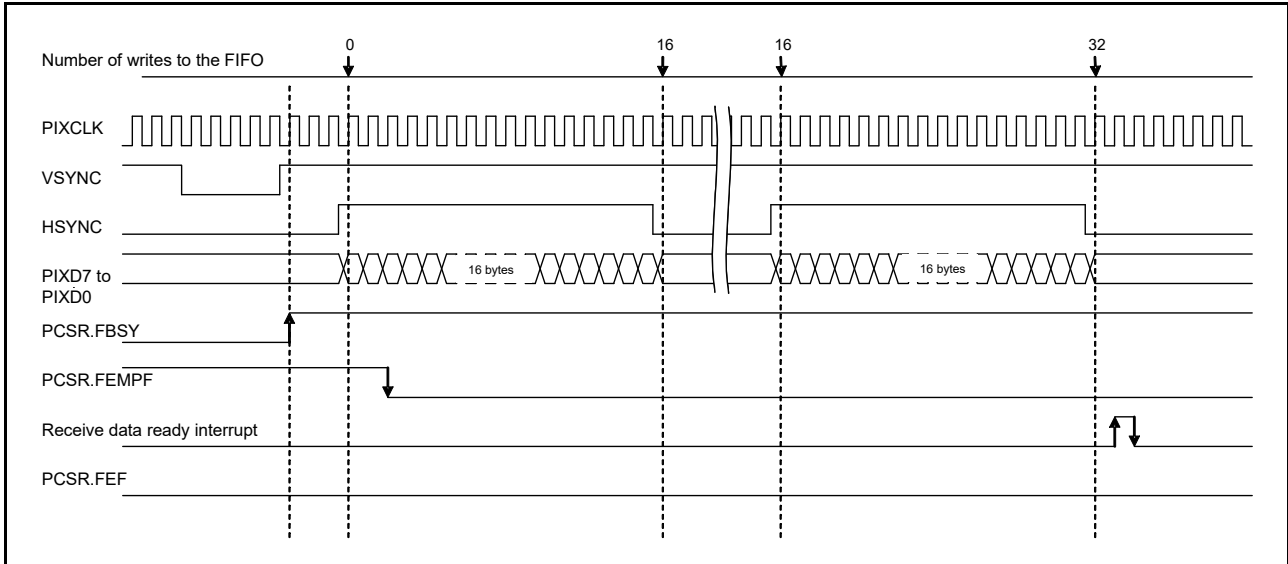 0 16 16 32
Number of writes to the FIFO
PIXCLK
VSYNC
HSYNC
PIXD7 to
PIXD0
16 bytes 16 bytes
PCSR.FBSY
PCSR.FEMPF
Receive data ready interrupt
PCSR.FEF